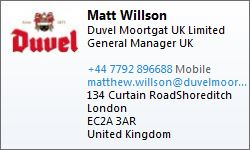 Matt Willson
Duvel Moortgat UK Limited
General Manager UK
Duvel
+44 7792 896688 Mobile
matthew.willson@duvelmoor...
134 Curtain RoadShoreditch
London
EC2A 3AR
United Kingdom